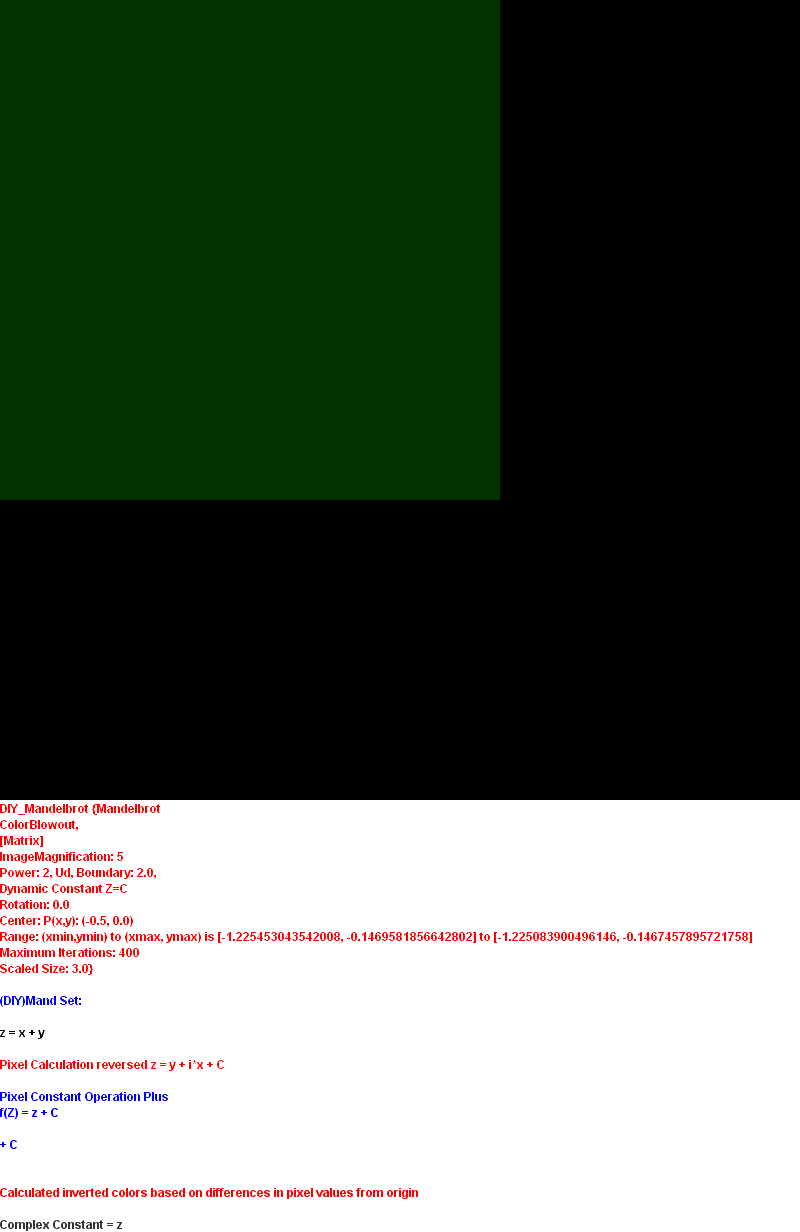 DIY_Mandelbrot {Mandelbrot
ColorBlowout,
[Matrix]
ImageMagnification: 5
Power: 2, Ud, Boundary: 2.0,
Dynamic Constant Z=C
Rotation: 0.0
Center: P(x,y): (-0.5, 0.0)
Range: (xmin,ymin) to (xmax, ymax) is [-1.225453043542008, -0.1469581856642802] to [-1.225083900496146, -0.1467457895721758]
Maximum Iterations: 400
Scaled Size: 3.0}
(DIY)Mand Set:
z = x + y
Pixel Calculation reversed z = y + i*x + C
Pixel Constant Operation Plus
f(Z) = z + C
+ C
Calculated inverted colors based on differences in pixel values from origin
Complex Constant = z